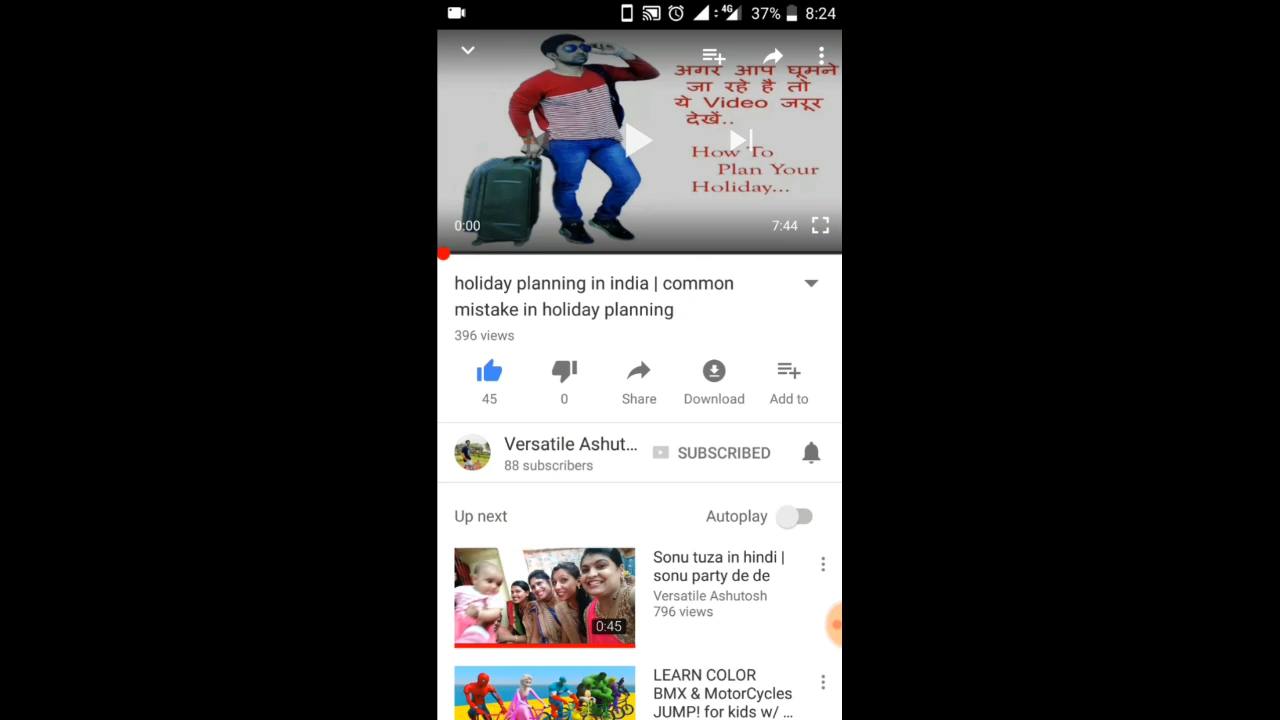 4G 37% 8:24
अगर आप घूमने
जा रहे है तो
ये Video जरूर
देखें..
How To
Plan Your
Holiday...
0:00 7:44
holiday planning in india | common
mistake in holiday planning
396 views
45 0 Share Download Add to
Versatile Ashut... SUBSCRIBED
88 subscribers
Up next Autoplay
Sonu tuza in hindi |
sonu party de de
Versatile Ashutosh
796 views
0:45
LEARN COLOR
BMX & MotorCycles
JUMP! for kids w/ ...